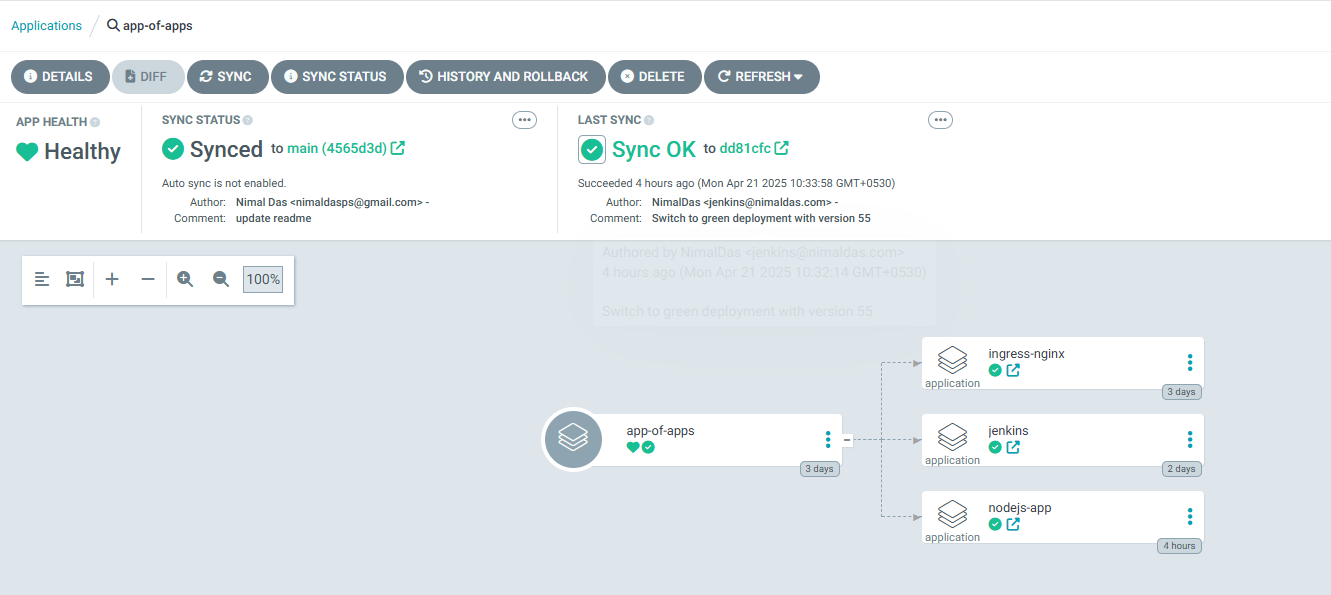 Applications / app-of-apps
DETAILS DIFF SYNC SYNC STATUS HISTORY AND ROLLBACK DELETE REFRESH
APP HEALTH
Healthy
SYNC STATUS
Synced to main (4565d3d)
Auto sync is not enabled.
Author: Nimal Das <nimaldasps@gmail.com> -
Comment: update readme
LAST SYNC
Sync OK to dd81cfc
Succeeded 4 hours ago (Mon Apr 21 2025 10:33:58 GMT+0530)
Author: NimalDas <jenkins@nimaldas.com> -
Comment: Switch to green deployment with version 55
Authored by NimalDas <jenkins@nimaldas.com>
4 hours ago (Mon Apr 21 2025 10:32:14 GMT+0530)
Switch to green deployment with version 55
100%
app-of-apps
3 days
ingress-nginx
application
3 days
jenkins
application
2 days
nodejs-app
application
4 hours